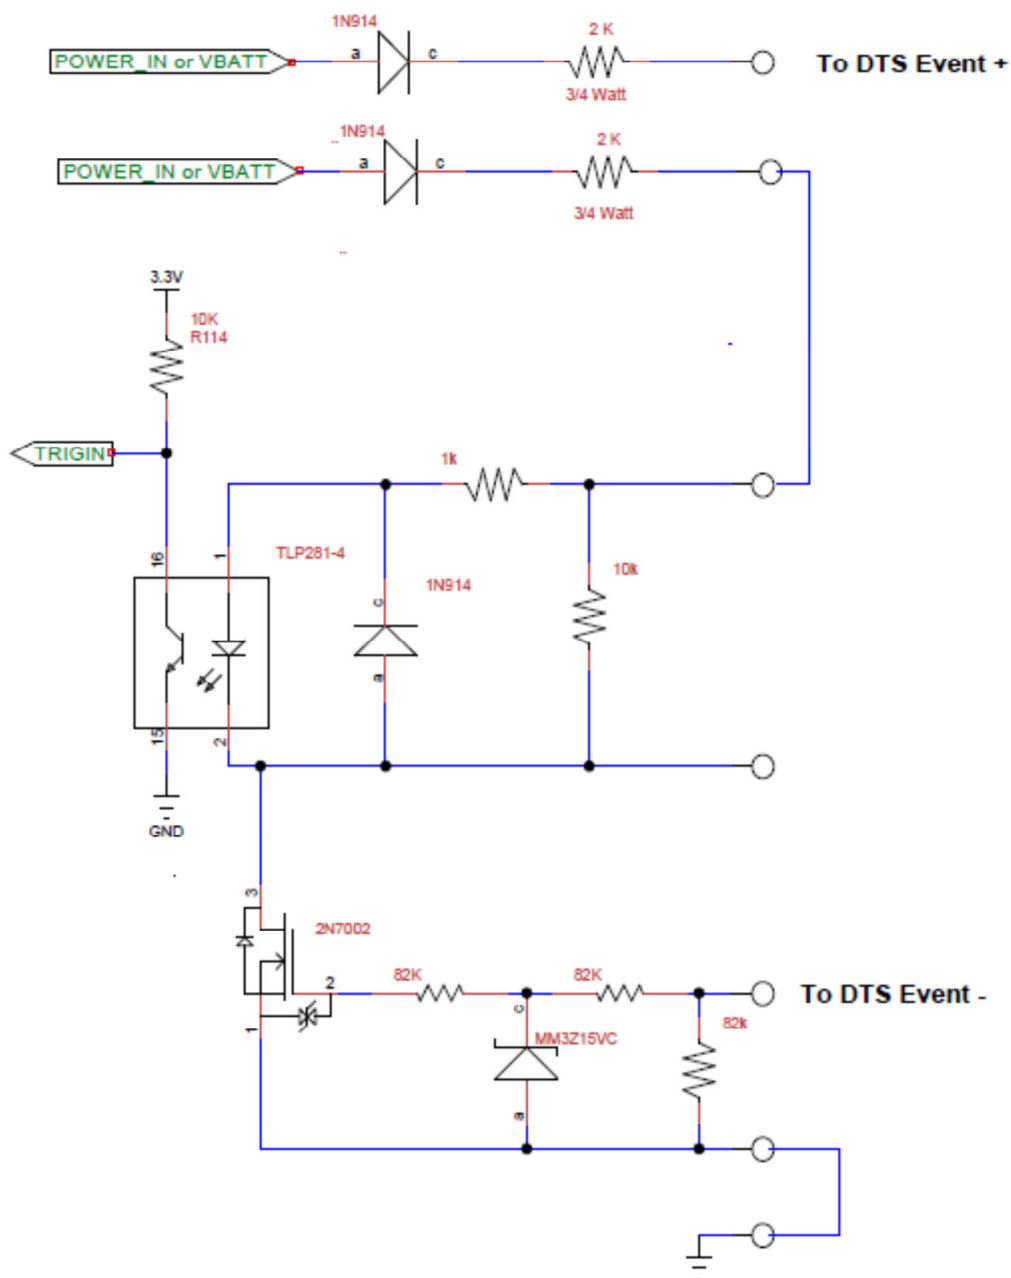 1N914
2 K
POWER_IN or VBATT
a
c
To DTS Event +
3/4 Watt
1N914
2 K
POWER_IN or VBATT
a
c
3/4 Watt
3.3V
10K
R114
TRIGIN
1k
16
1
TLP281-4
1N914
10k
c
a
15
2
GND
3
2N7002
2
82K
82K
To DTS Event -
c
82k
MM3Z15VC
1
a